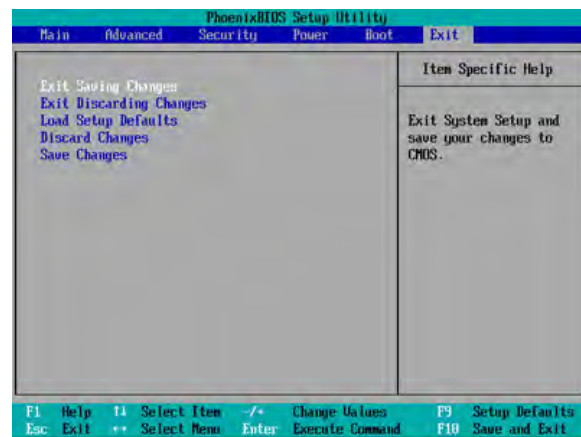 PhoenixBIOS Setup Utility
Main Advanced Security Power Boot Exit
Item Specific Help
Exit Saving Changes
Exit Discarding Changes
Load Setup Defaults
Discard Changes
Save Changes
Exit System Setup and
save your changes to
CMOS.
F1 Help ↑↓ Select Item -/+ Change Values F9 Setup Defaults
Esc Exit ↔ Select Menu Enter Execute Command F10 Save and Exit